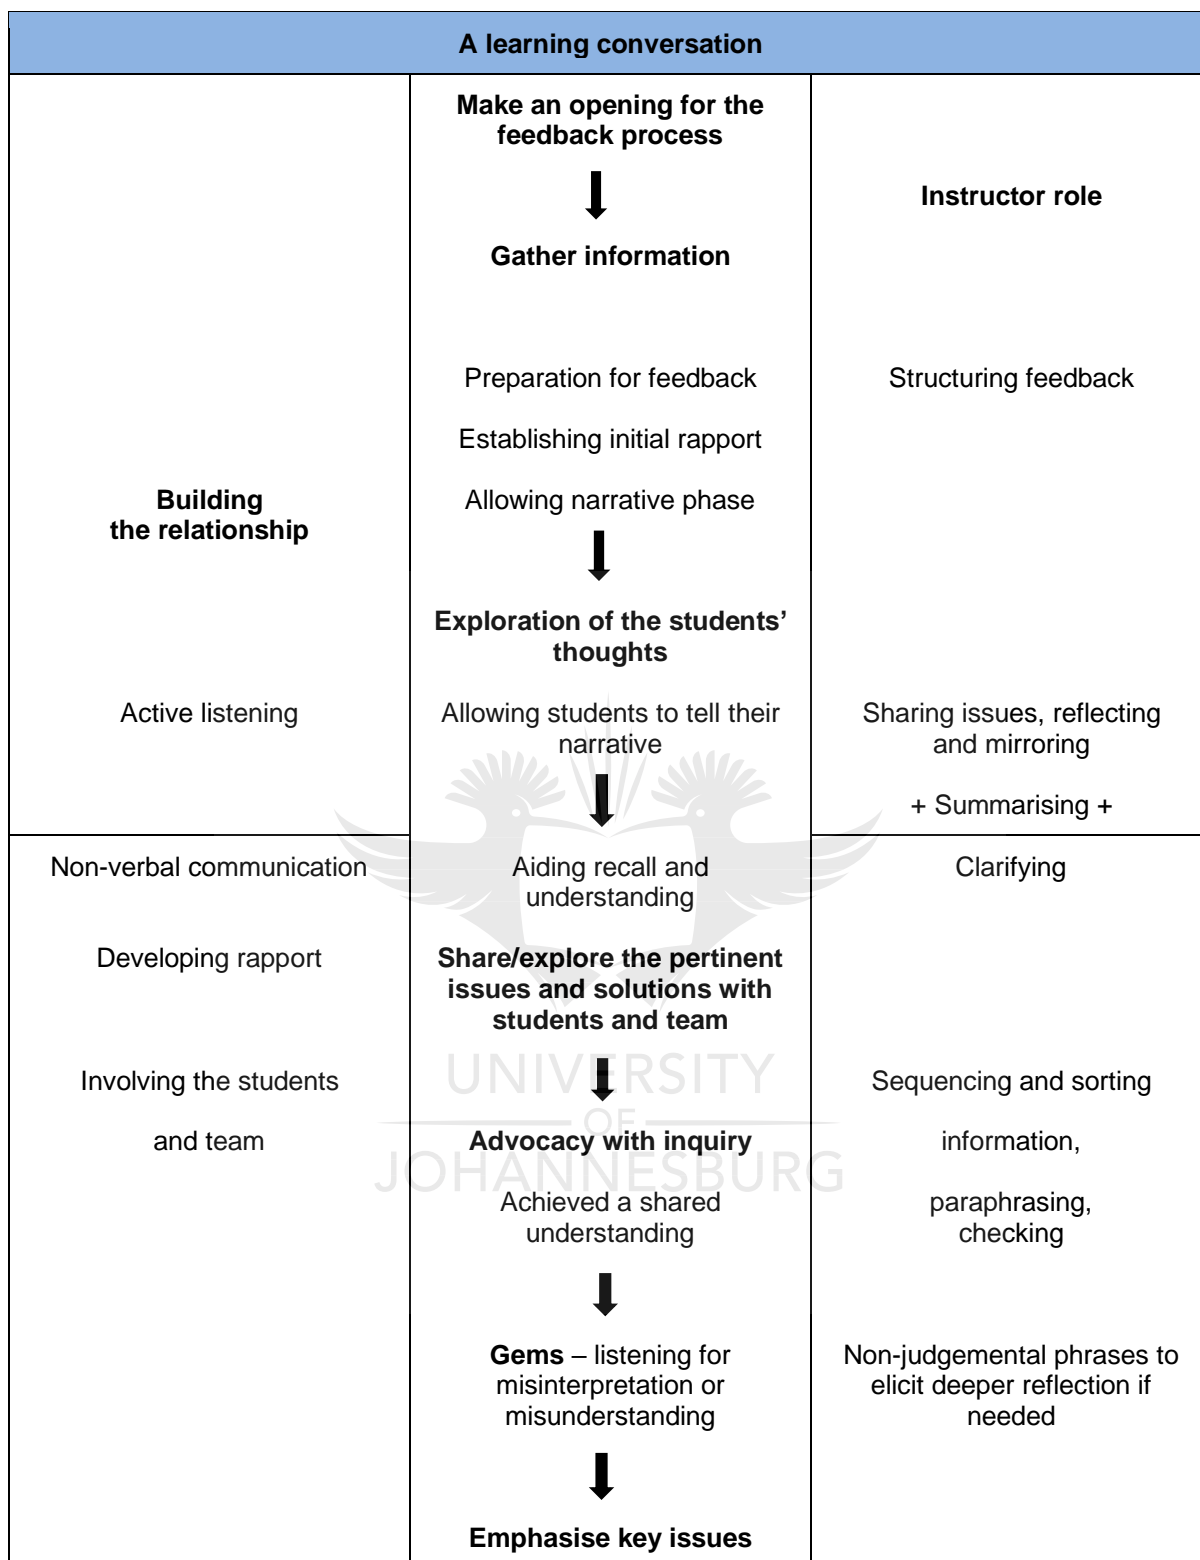 A learning conversation
Make an opening for the
feedback process
Instructor role
Gather information
Preparation for feedback
Structuring feedback
Establishing initial rapport
Building
the relationship
Allowing narrative phase
Exploration of the students’
thoughts
Active listening
Allowing students to tell their
narrative
Sharing issues, reflecting
and mirroring
+ Summarising +
Non-verbal communication
Aiding recall and
understanding
Clarifying
Developing rapport
Share/explore the pertinent
issues and solutions with
students and team
UNIVERSITY
OF
JOHANNESBURG
Involving the students
and team
Sequencing and sorting
information,
Advocacy with inquiry
Achieved a shared
understanding
paraphrasing,
checking
Gems – listening for
misinterpretation or
misunderstanding
Non-judgemental phrases to
elicit deeper reflection if
needed
Emphasise key issues